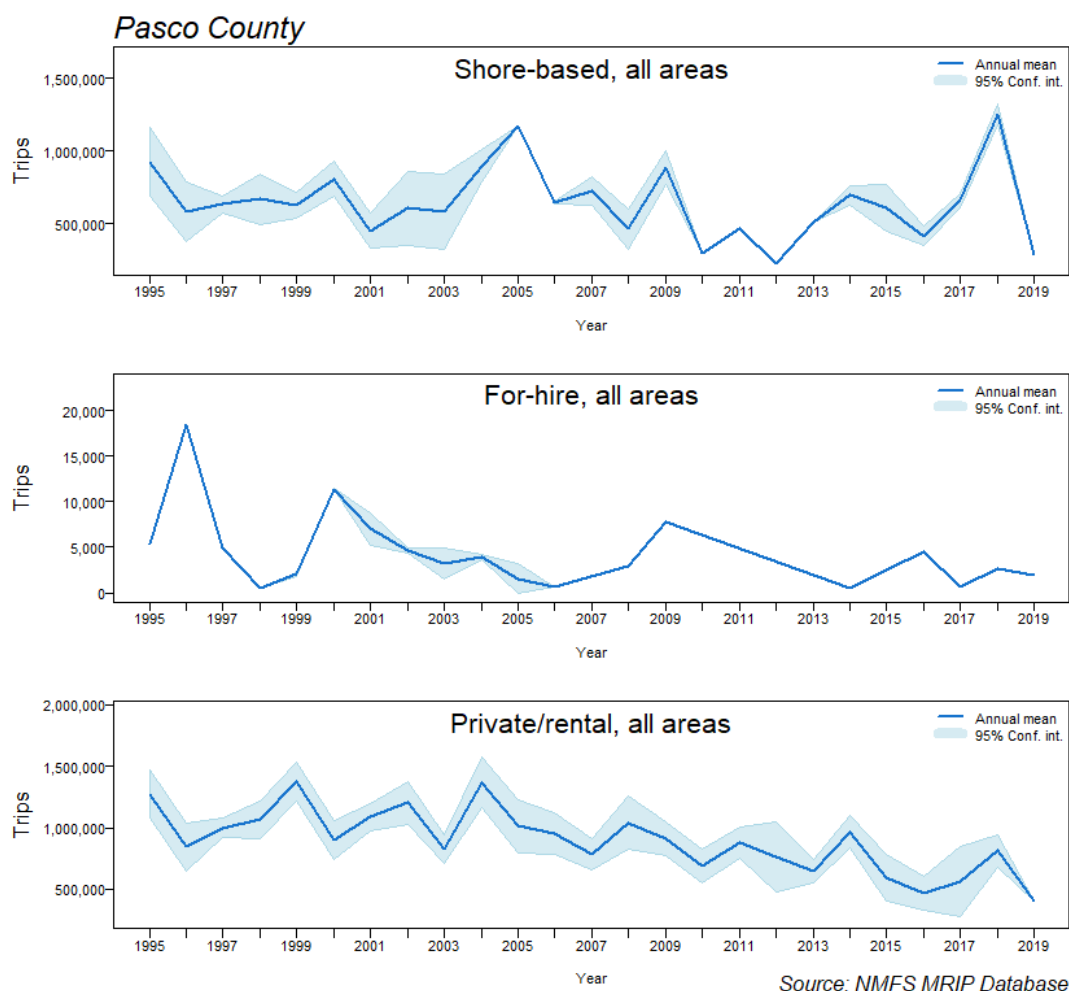 Pasco County
Shore-based, all areas
Annual mean
95% Conf. int.
1,500,000
1,000,000
500,000
Trips
1995 1997 1999 2001 2003 2005 2007 2009 2011 2013 2015 2017 2019
Year
For-hire, all areas
Annual mean
95% Conf. int.
20,000
15,000
10,000
5,000
0
Trips
1995 1997 1999 2001 2003 2005 2007 2009 2011 2013 2015 2017 2019
Year
Private/rental, all areas
Annual mean
95% Conf. int.
2,000,000
1,500,000
1,000,000
500,000
Trips
1995 1997 1999 2001 2003 2005 2007 2009 2011 2013 2015 2017 2019
Year
Source: NMFS MRIP Database